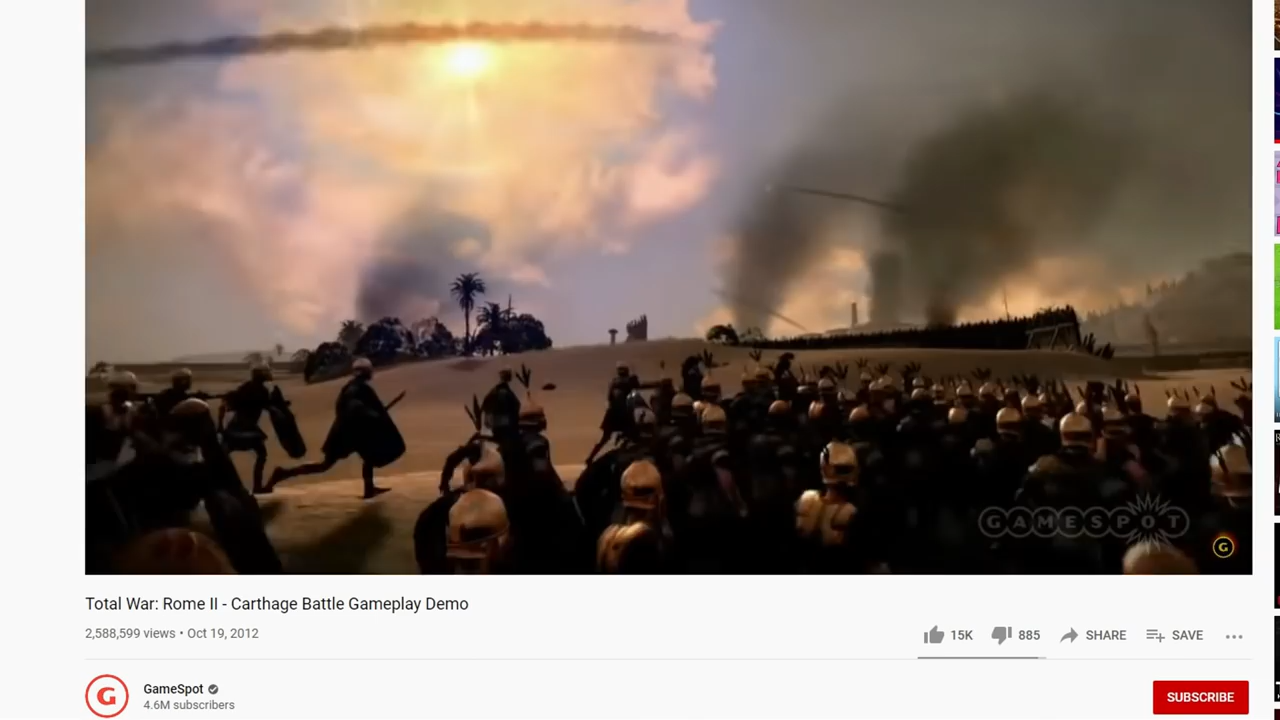 GAMESPOT
G
Total War: Rome II - Carthage Battle Gameplay Demo
2,588,599 views • Oct 19, 2012
15K 885 SHARE SAVE
G
GameSpot
4.6M subscribers
SUBSCRIBE